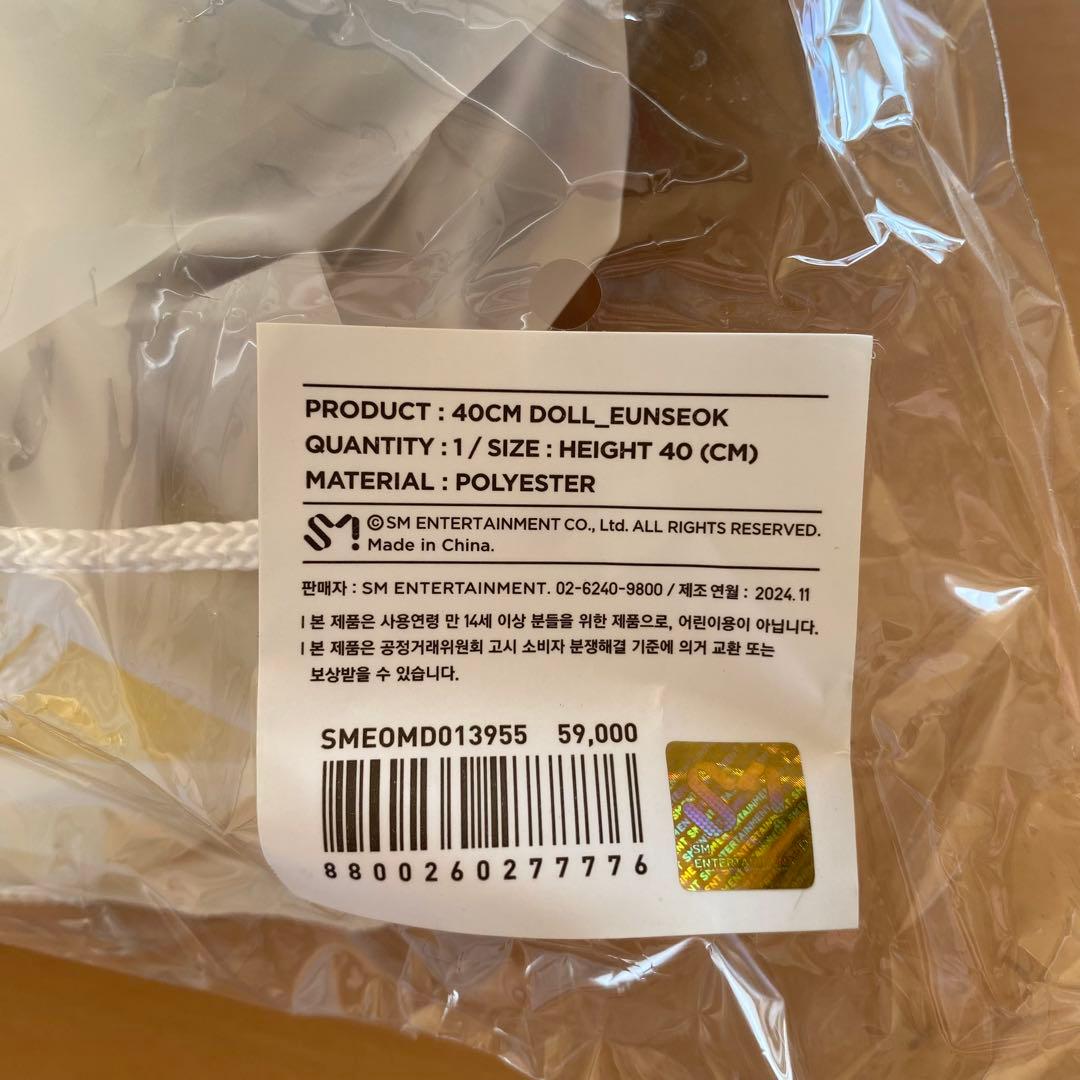 PRODUCT : 40CM DOLL_EUNSEOK
QUANTITY : 1 / SIZE : HEIGHT 40 (CM)
MATERIAL : POLYESTER
SM! ©SM ENTERTAINMENT CO., Ltd. ALL RIGHTS RESERVED.
Made in China.
판매자 : SM ENTERTAINMENT. 02-6240-9800 / 제조 연월 : 2024. 11
I 본 제품은 사용연령 만 14세 이상 분들을 위한 제품으로, 어린이용이 아닙니다.
I 본 제품은 공정거래위원회 고시 소비자 분쟁해결 기준에 의거 교환 또는
보상받을 수 있습니다.
SMEOMD013955 59,000
8800260277776
SM
ENTERTAINMENT